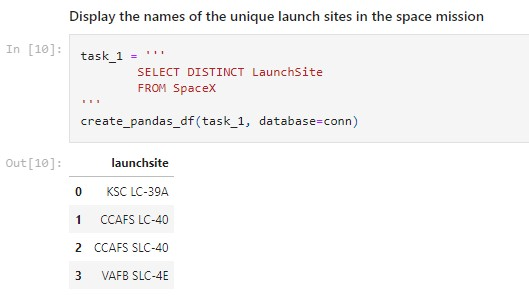 Display the names of the unique launch sites in the space mission
In [10]:
task_1 = '''
SELECT DISTINCT LaunchSite
FROM SpaceX
'''
create_pandas_df(task_1, database=conn)
Out[10]:
launchsite
0 KSC LC-39A
1 CCAFS LC-40
2 CCAFS SLC-40
3 VAFB SLC-4E